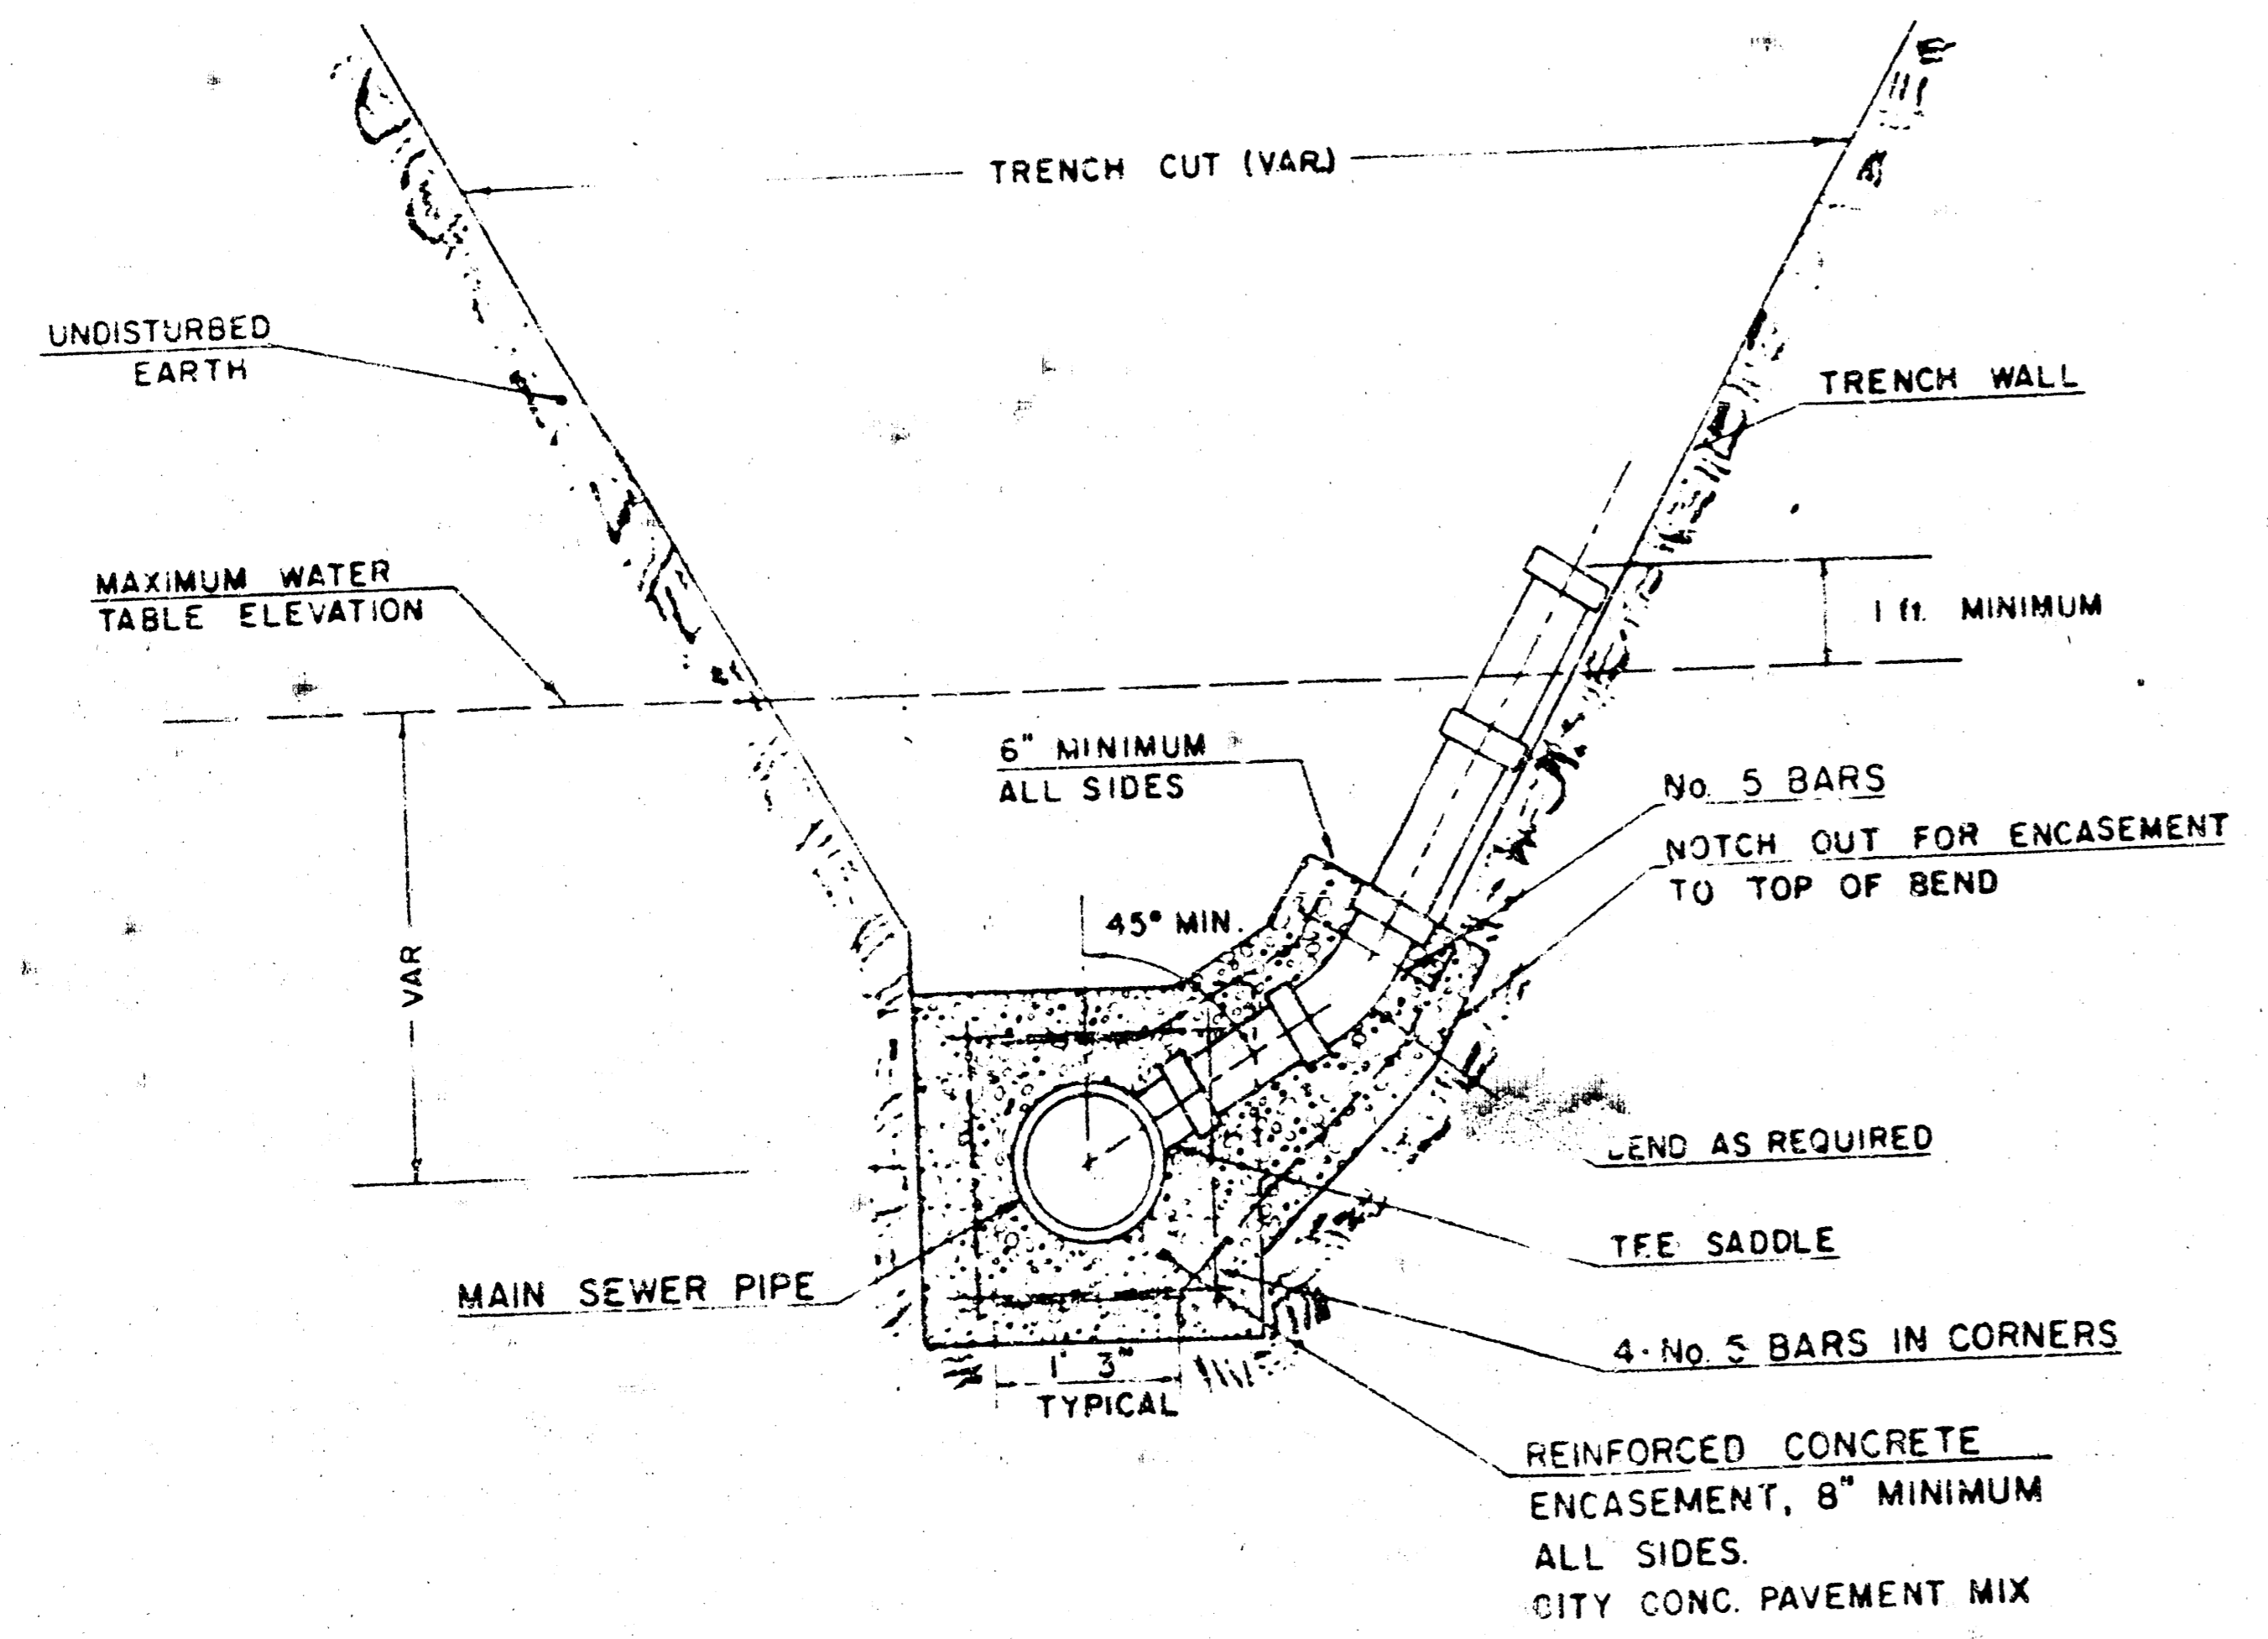 TRENCH CUT (VAR.)
UNDISTURBED
EARTH
TRENCH WALL
MAXIMUM WATER
TABLE ELEVATION
1 ft. MINIMUM
6" MINIMUM
ALL SIDES
No. 5 BARS
NOTCH OUT FOR ENCASEMENT
TO TOP OF BEND
45° MIN.
VAR
BEND AS REQUIRED
TEE SADDLE
MAIN SEWER PIPE
4-No. 5 BARS IN CORNERS
1' 3"
TYPICAL
REINFORCED CONCRETE
ENCASEMENT, 8" MINIMUM
ALL SIDES.
CITY CONC. PAVEMENT MIX